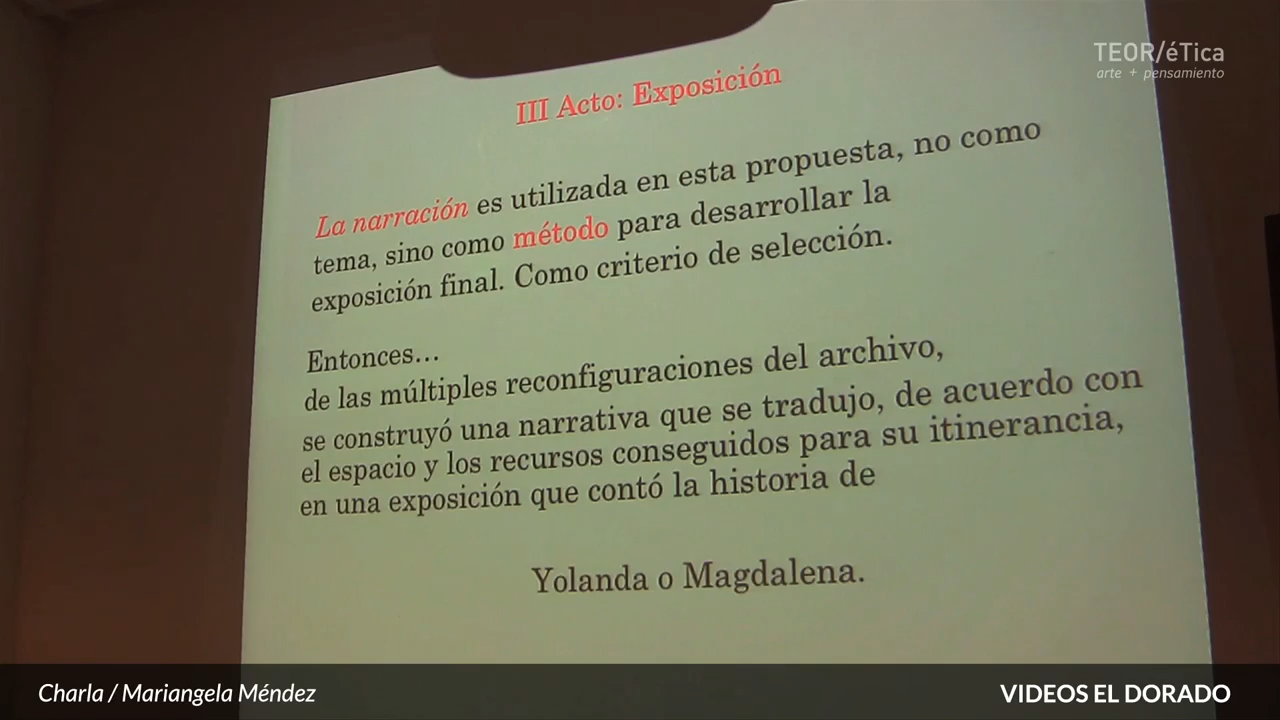 TEOR/éTica
arte + pensamiento
III Acto: Exposición
La narración es utilizada en esta propuesta, no como
tema, sino como método para desarrollar la
exposición final. Como criterio de selección.
Entonces...
de las múltiples reconfiguraciones del archivo,
se construyó una narrativa que se tradujo, de acuerdo con
el espacio y los recursos conseguidos para su itinerancia,
en una exposición que contó la historia de
Yolanda o Magdalena.
Charla / Mariangela Méndez
VIDEOS EL DORADO